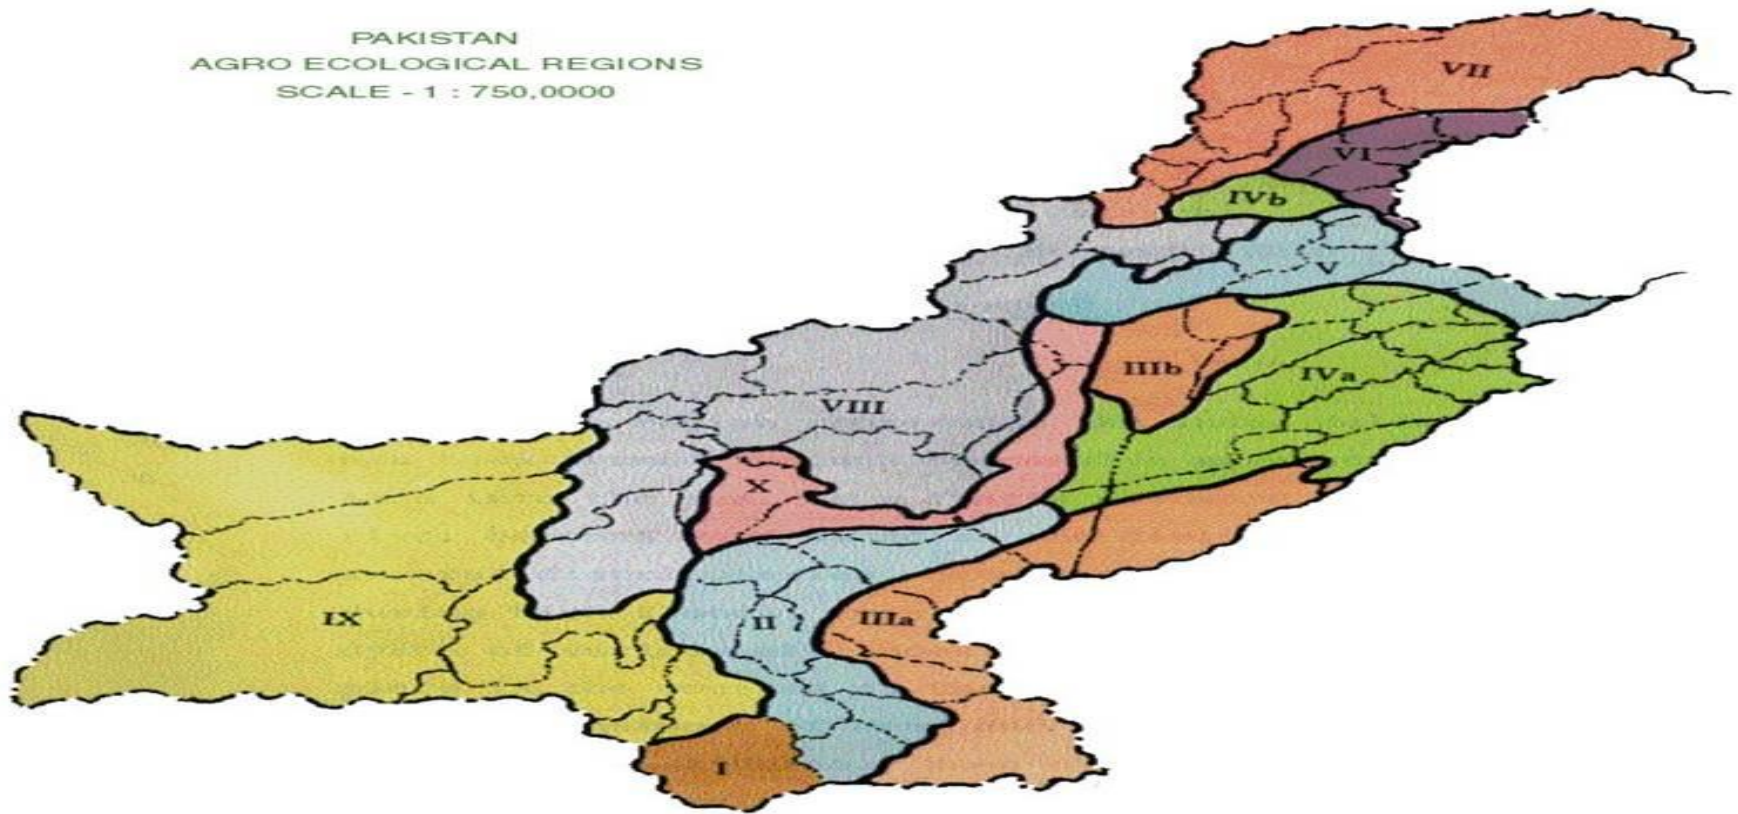 PAKISTAN
AGRO ECOLOGICAL REGIONS
SCALE - 1 : 750,0000
VII
VI
IVb
V
IIIb
IVa
VIII
X
IX
II
IIIa
I